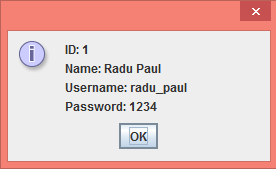 ID: 1
Name: Radu Paul
Username: radu_paul
Password: 1234
OK